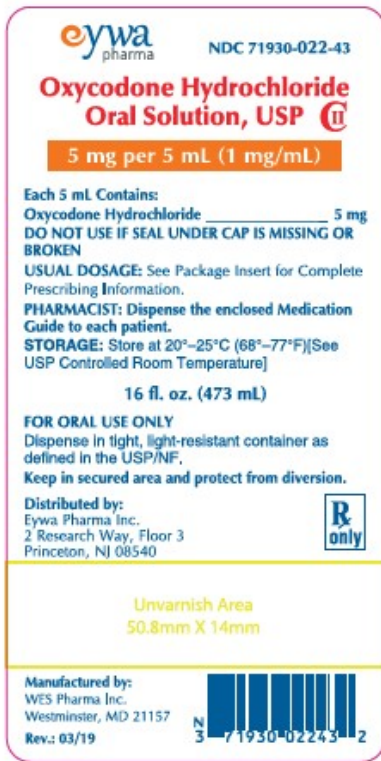 eywa
pharma
NDC 71930-022-43
Oxycodone Hydrochloride
Oral Solution, USP CII
5 mg per 5 mL (1 mg/mL)
Each 5 mL Contains:
Oxycodone Hydrochloride ______________ 5 mg
DO NOT USE IF SEAL UNDER CAP IS MISSING OR
BROKEN
USUAL DOSAGE: See Package Insert for Complete
Prescribing Information.
PHARMACIST: Dispense the enclosed Medication
Guide to each patient.
STORAGE: Store at 20°–25°C (68°–77°F)[See
USP Controlled Room Temperature]
16 fl. oz. (473 mL)
FOR ORAL USE ONLY
Dispense in tight, light-resistant container as
defined in the USP/NF.
Keep in secured area and protect from diversion.
Distributed by:
Eywa Pharma Inc.
2 Research Way, Floor 3
Princeton, NJ 08540
Rx
only
Unvarnish Area
50.8mm X 14mm
Manufactured by:
WES Pharma Inc.
Westminster, MD 21157
Rev.: 03/19
N
3 71930-02243 2